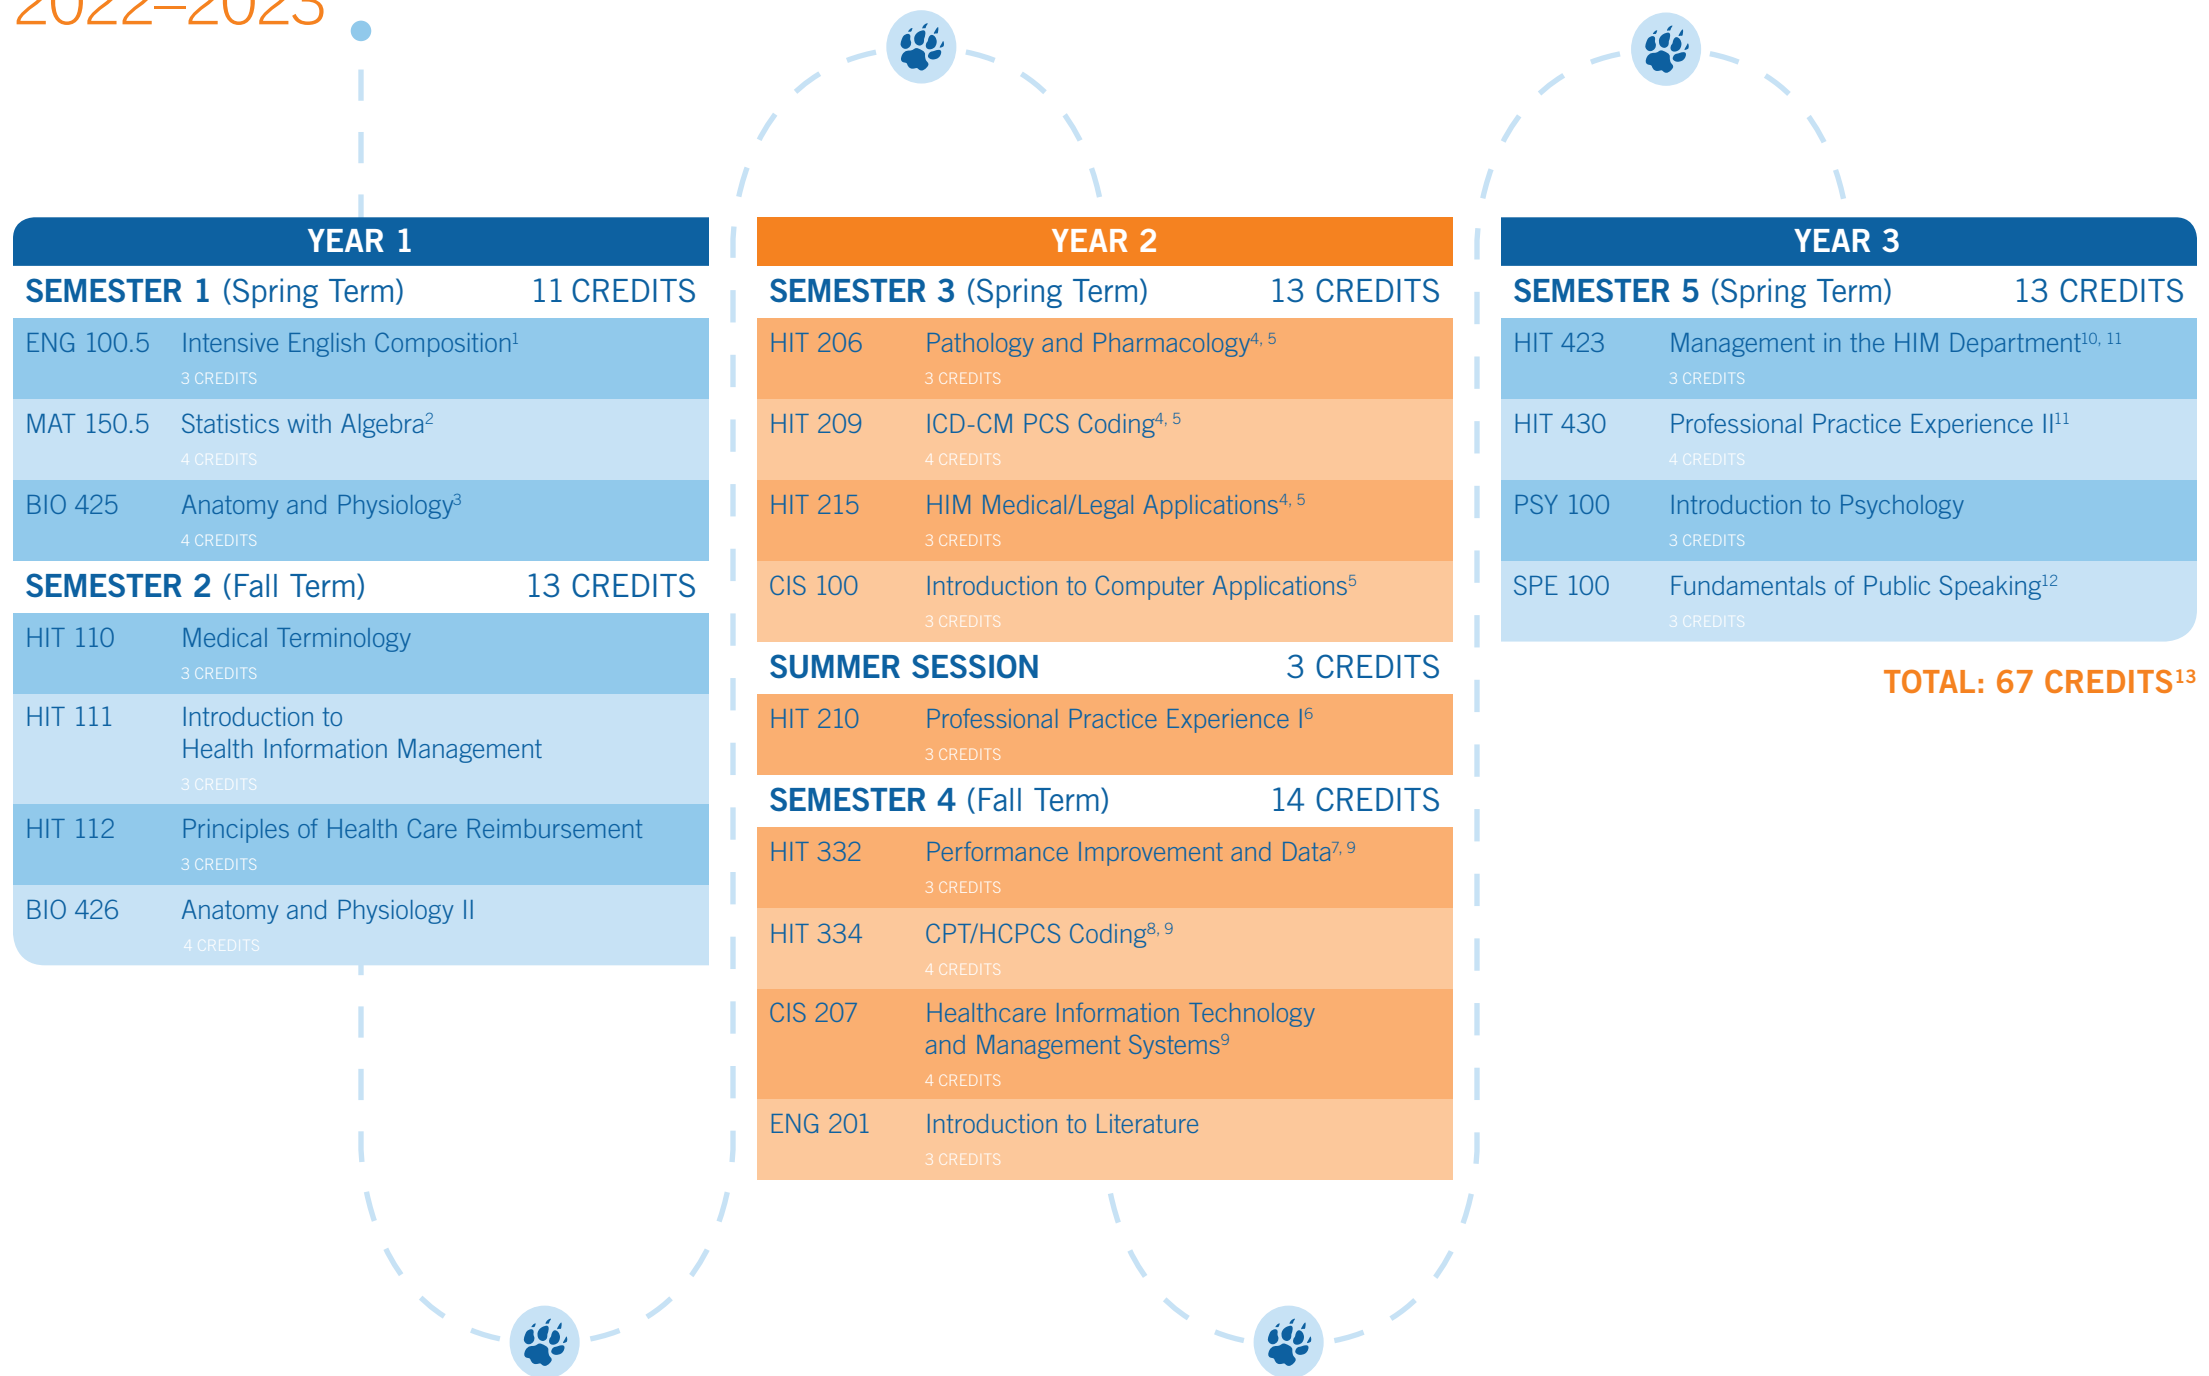 2022–2023
YEAR 1
SEMESTER 1 (Spring Term) 11 CREDITS
ENG 100.5 Intensive English Composition1
3 CREDITS
MAT 150.5 Statistics with Algebra2
4 CREDITS
BIO 425 Anatomy and Physiology3
4 CREDITS
SEMESTER 2 (Fall Term) 13 CREDITS
HIT 110 Medical Terminology
3 CREDITS
HIT 111 Introduction to
Health Information Management
3 CREDITS
HIT 112 Principles of Health Care Reimbursement
3 CREDITS
BIO 426 Anatomy and Physiology II
4 CREDITS
YEAR 2
SEMESTER 3 (Spring Term) 13 CREDITS
HIT 206 Pathology and Pharmacology4, 5
3 CREDITS
HIT 209 ICD-CM PCS Coding4, 5
4 CREDITS
HIT 215 HIM Medical/Legal Applications4, 5
3 CREDITS
CIS 100 Introduction to Computer Applications5
3 CREDITS
SUMMER SESSION 3 CREDITS
HIT 210 Professional Practice Experience I6
3 CREDITS
SEMESTER 4 (Fall Term) 14 CREDITS
HIT 332 Performance Improvement and Data7, 9
3 CREDITS
HIT 334 CPT/HCPCS Coding8, 9
4 CREDITS
CIS 207 Healthcare Information Technology
and Management Systems9
4 CREDITS
ENG 201 Introduction to Literature
3 CREDITS
YEAR 3
SEMESTER 5 (Spring Term) 13 CREDITS
HIT 423 Management in the HIM Department10, 11
3 CREDITS
HIT 430 Professional Practice Experience II11
4 CREDITS
PSY 100 Introduction to Psychology
3 CREDITS
SPE 100 Fundamentals of Public Speaking12
3 CREDITS
TOTAL: 67 CREDITS13